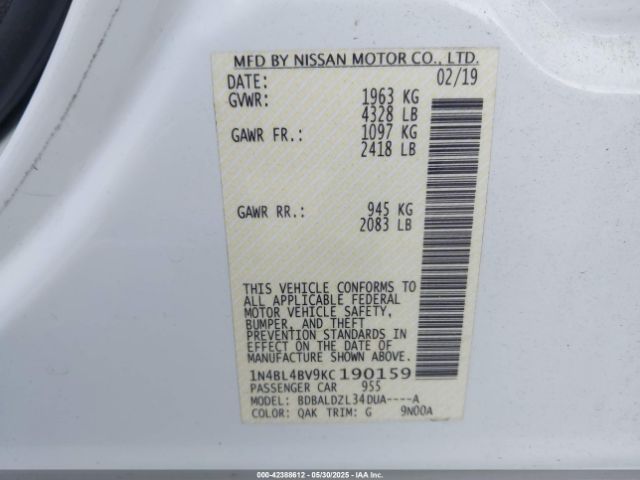 MFD BY NISSAN MOTOR CO., LTD.
DATE: 02/19
GVWR: 1963 KG
4328 LB
GAWR FR.: 1097 KG
2418 LB
GAWR RR.: 945 KG
2083 LB
THIS VEHICLE CONFORMS TO
ALL APPLICABLE FEDERAL
MOTOR VEHICLE SAFETY,
BUMPER, AND THEFT
PREVENTION STANDARDS IN
EFFECT ON THE DATE OF
MANUFACTURE SHOWN ABOVE.
1N4BL4BV9KC190159
PASSENGER CAR 955
MODEL: BDBALDZL34DUA----A
COLOR: QAK TRIM: G 9N00A
000-42388612 - 05/30/2025 - IAAI.COM